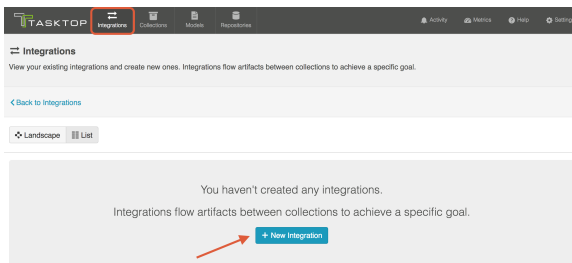 TASKTOP
Integrations
Collections
Models
Repositories
Activity
Metrics
Help
Setting
Integrations
View your existing integrations and create new ones. Integrations flow artifacts between collections to achieve a specific goal.
Back to Integrations
Landscape
List
You haven't created any integrations.
Integrations flow artifacts between collections to achieve a specific goal.
+ New Integration